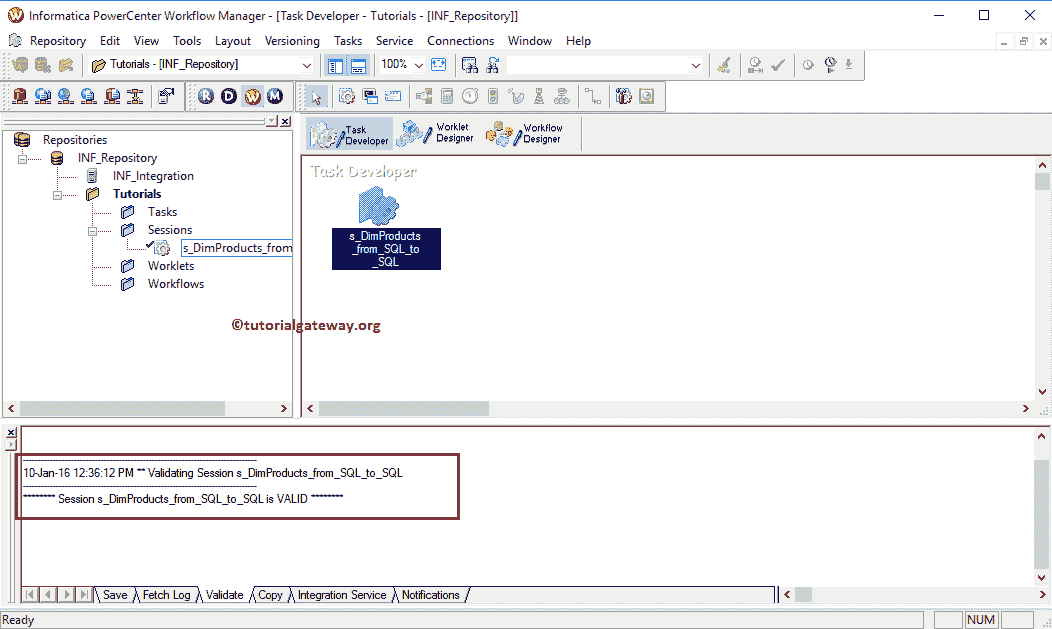 Informatica PowerCenter Workflow Manager - [Task Developer - Tutorials - [INF_Repository]]
Repository Edit View Tools Layout Versioning Tasks Service Connections Window Help
Tutorials - [INF_Repository]
100%
R D W M
Repositories
INF_Repository
INF_Integration
Tutorials
Tasks
Sessions
s_DimProducts_from
Worklets
Workflows
Task
Developer
Worklet
Designer
Workflow
Designer
Task Developer
s_DimProducts
_from_SQL_to
_SQL
©tutorialgateway.org
10-Jan-16 12:36:12 PM ** Validating Session s_DimProducts_from_SQL_to_SQL
******** Session s_DimProducts_from_SQL_to_SQL is VALID ********
Save Fetch Log Validate Copy Integration Service Notifications
Ready
NUM